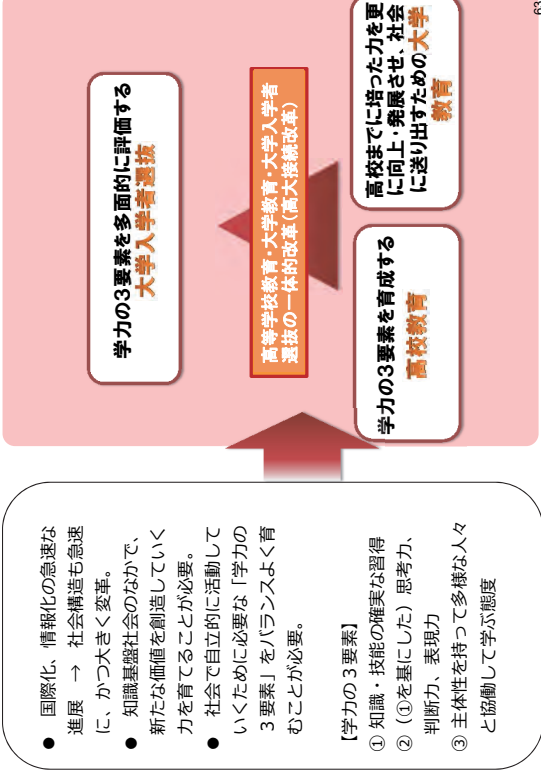 ● 国際化、情報化の急速な
進展 → 社会構造も急速
に、かつ大きく変革。
● 知識基盤社会のなかで、
新たな価値を創造していく
力を育てることが必要。
● 社会で自立的に活動して
いくために必要な「学力の
３要素」をバランスよく育
むことが必要。
【学力の３要素】
① 知識・技能の確実な習得
② （①を基にした）思考力、
判断力、表現力
③ 主体性を持って多様な人々
と協働して学ぶ態度
学力の3要素を多面的に評価する
大学入学者選抜
高等学校教育・大学教育・大学入学者
選抜の一体的改革（高大接続改革）
学力の3要素を育成する
高校教育
高校までに培った力を更
に向上・発展させ、社会
に送り出すための大学
教育
63